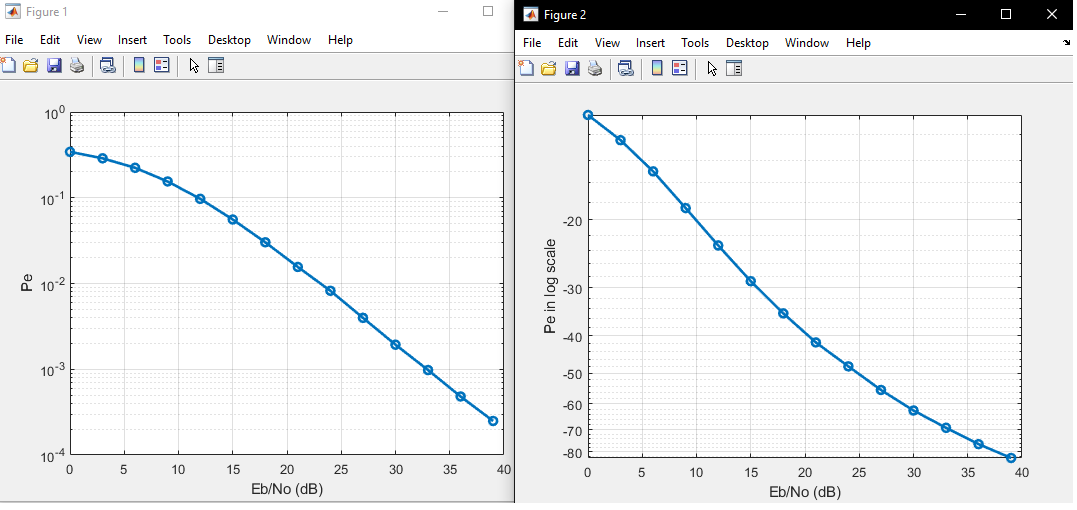 Figure 1
File Edit View Insert Tools Desktop Window Help
10^0
10^-1
10^-2
10^-3
10^-4
Pe
0 5 10 15 20 25 30 35 40
Eb/No (dB)
Figure 2
File Edit View Insert Tools Desktop Window Help
-20
-30
-40
-50
-60
-70
-80
Pe in log scale
0 5 10 15 20 25 30 35 40
Eb/No (dB)